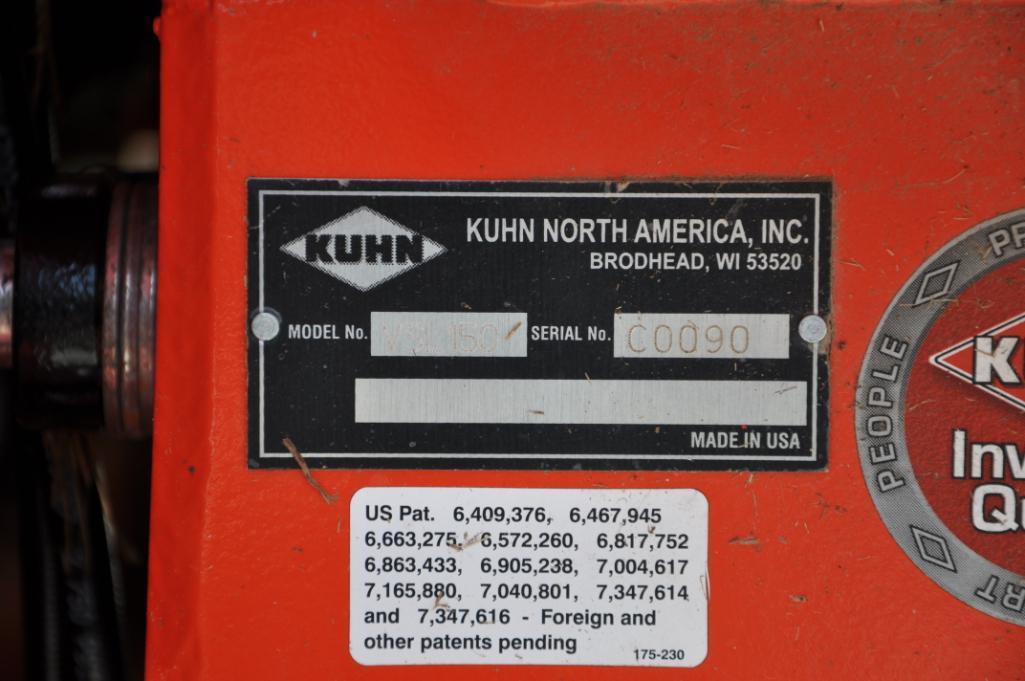 KUHN
KUHN NORTH AMERICA, INC.
BRODHEAD, WI 53520
MODEL No.
SERIAL No. C0090
MADE IN USA
US Pat. 6,409,376, 6,467,945
6,663,275, 6,572,260, 6,817,752
6,863,433, 6,905,238, 7,004,617
7,165,880, 7,040,801, 7,347,614
and 7,347,616 - Foreign and
other patents pending
175-230
PEOPLE